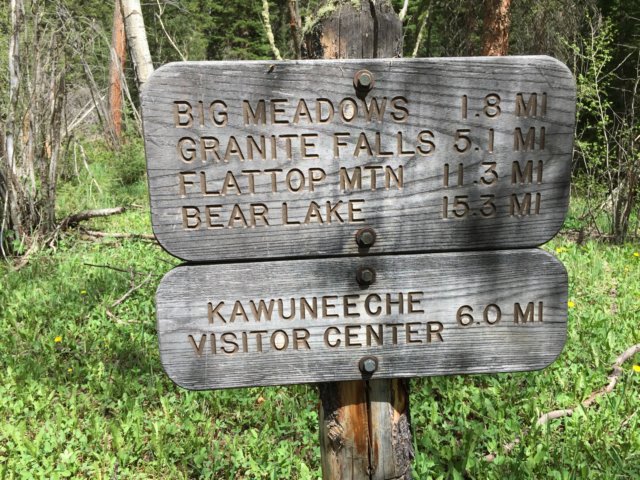 BIG MEADOWS 1.8 MI
GRANITE FALLS 5.1 MI
FLATTOP MTN 11.3 MI
BEAR LAKE 15.3 MI
KAWUNEECHE
VISITOR CENTER 6.0 MI